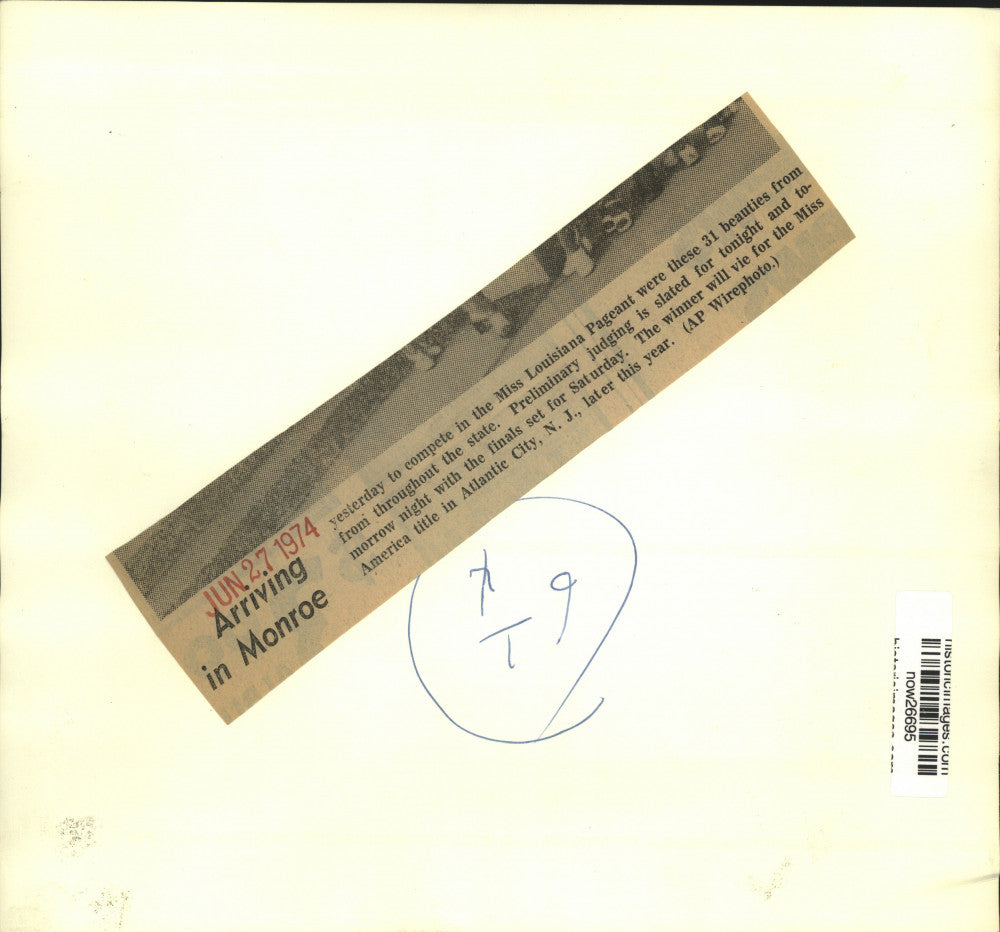 JUN 27 1974
Arriving
in Monroe
yesterday to compete in the Miss Louisiana Pageant were these 31 beauties from
from throughout the state. Preliminary judging is slated for tonight and to-
morrow night with the finals set for Saturday. The winner will vie for the Miss
America title in Atlantic City, N. J., later this year. (AP Wirephoto.)
9
historicimages.com
now26695
historicimages.com